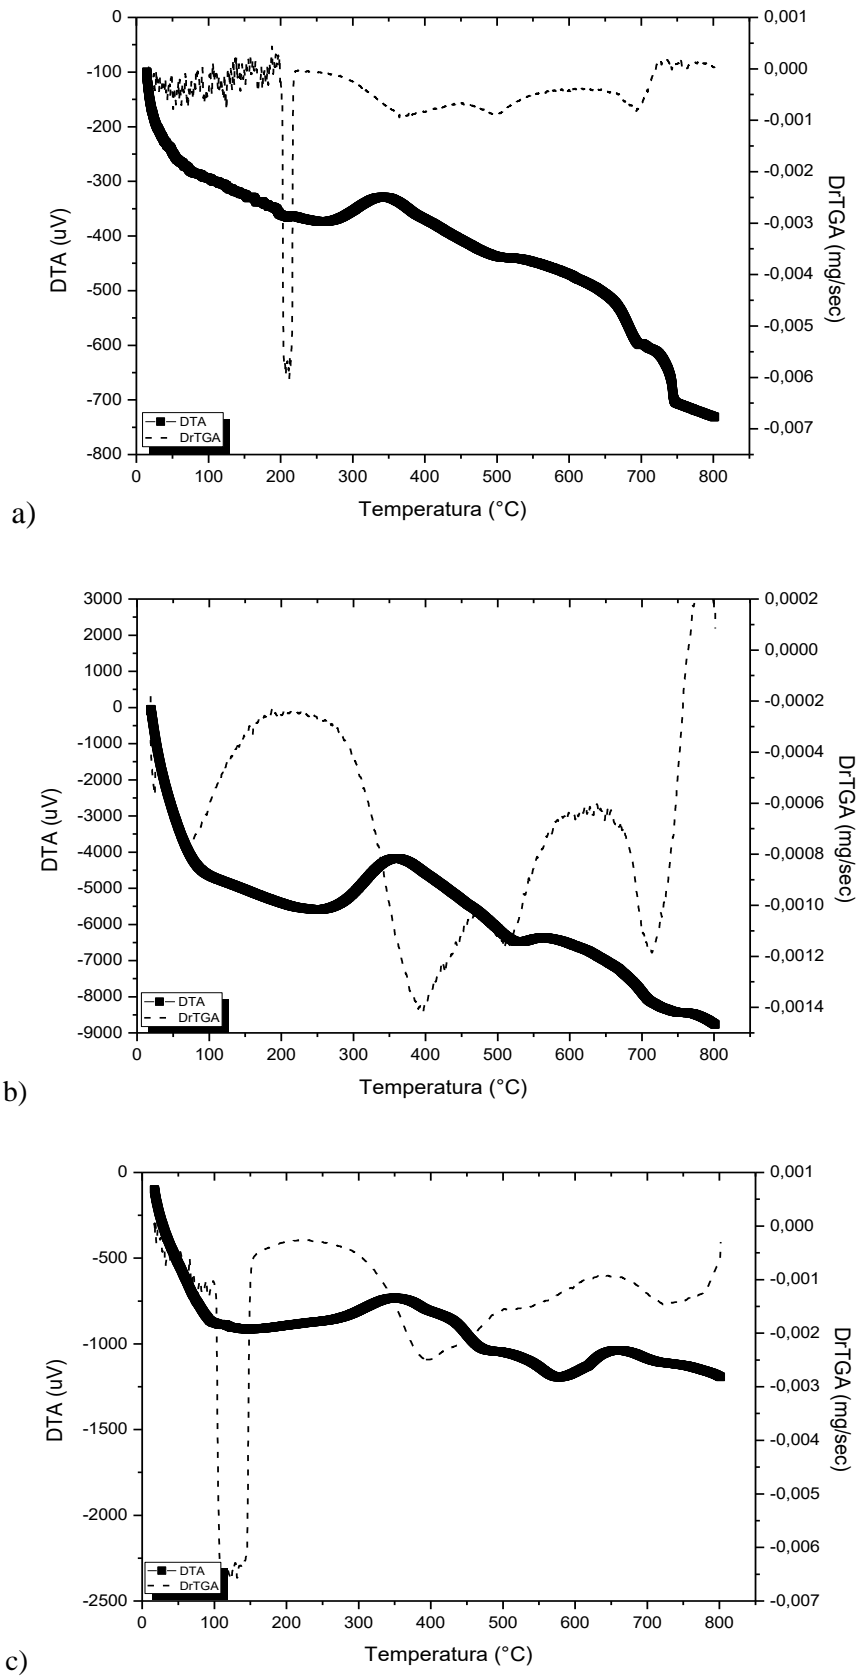 0
-100
-200
-300
-400
-500
-600
-700
-800
DTA (uV)
0,001
0,000
-0,001
-0,002
-0,003
-0,004
-0,005
-0,006
-0,007
DrTGA (mg/sec)
DTA
DrTGA
0 100 200 300 400 500 600 700 800
Temperatura (°C)
a)
3000
2000
1000
0
-1000
-2000
-3000
-4000
-5000
-6000
-7000
-8000
-9000
DTA (uV)
0,0002
0,0000
-0,0002
-0,0004
-0,0006
-0,0008
-0,0010
-0,0012
-0,0014
DrTGA (mg/sec)
DTA
DrTGA
0 100 200 300 400 500 600 700 800
Temperatura (°C)
b)
0
-500
-1000
-1500
-2000
-2500
DTA (uV)
0,001
0,000
-0,001
-0,002
-0,003
-0,004
-0,005
-0,006
-0,007
DrTGA (mg/sec)
DTA
DrTGA
0 100 200 300 400 500 600 700 800
Temperatura (°C)
c)